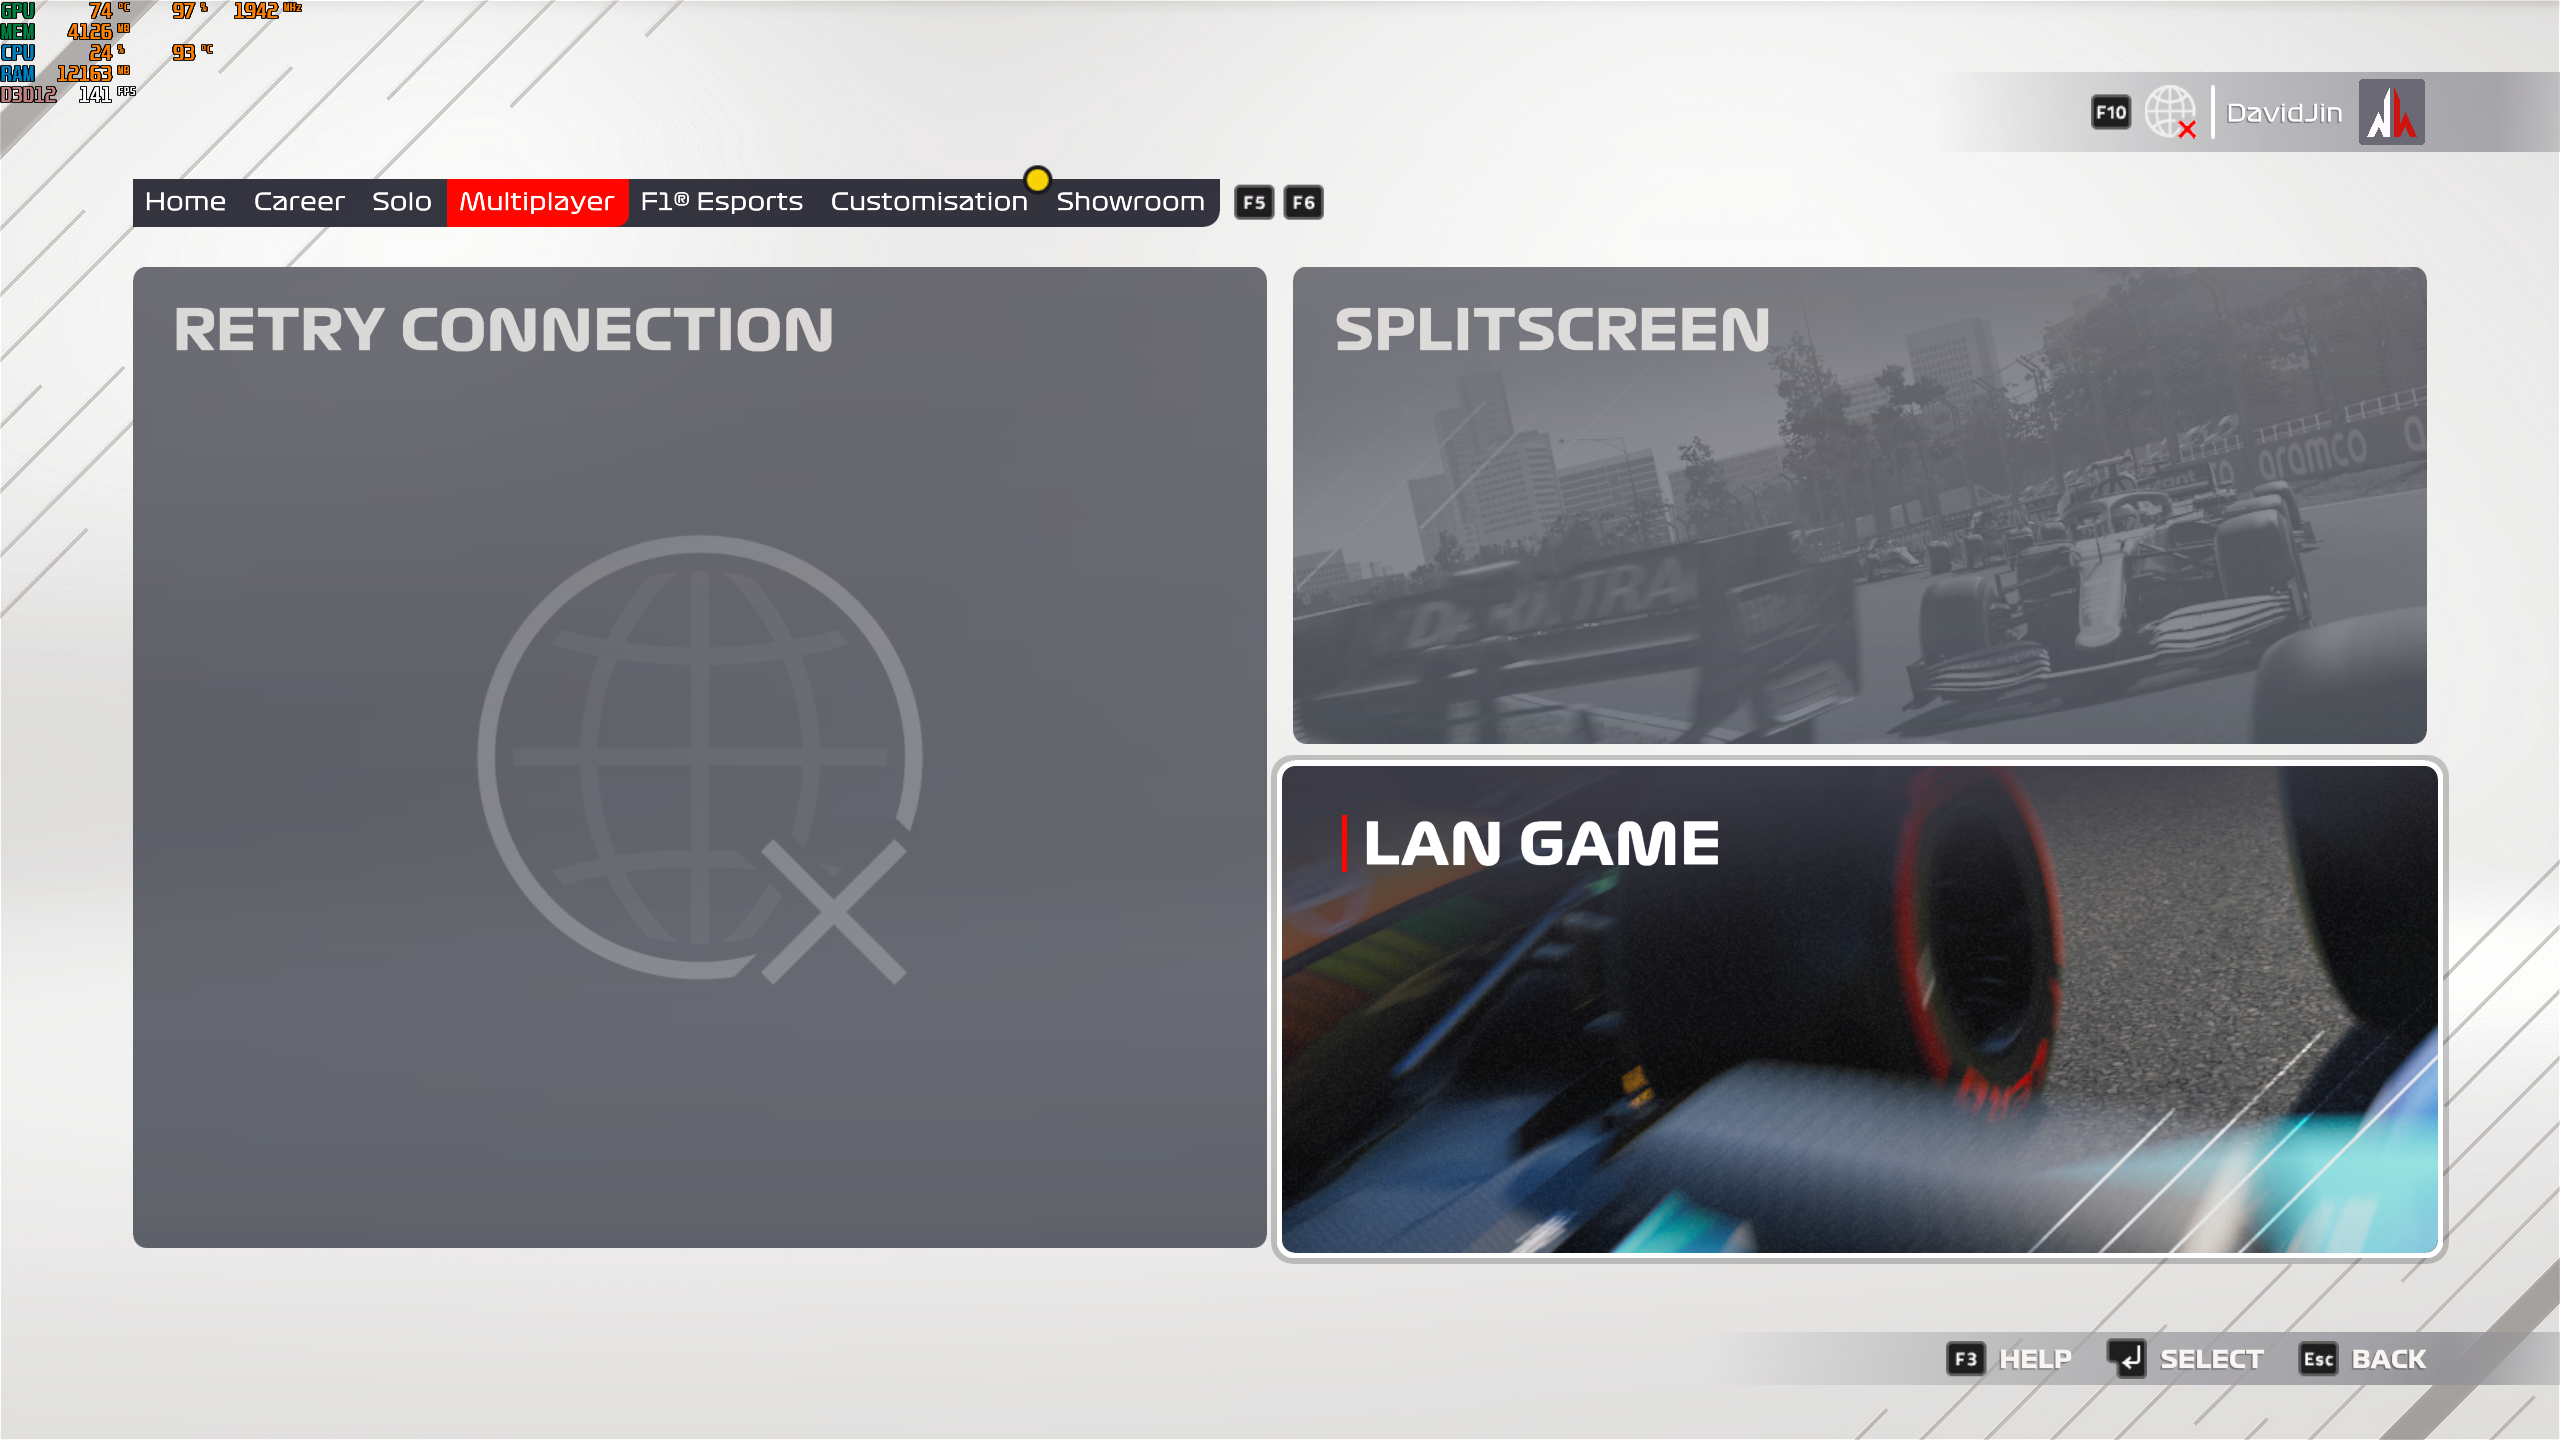 GPU 74 °C 97 % 1942 MHz
MEM 4126 MB
CPU 24 % 93 °C
RAM 12163 MB
D3D12 141 FPS
F10 DavidJin
Home Career Solo Multiplayer F1® Esports Customisation Showroom F5 F6
RETRY CONNECTION
SPLITSCREEN
aramco
LAN GAME
F3 HELP SELECT Esc BACK